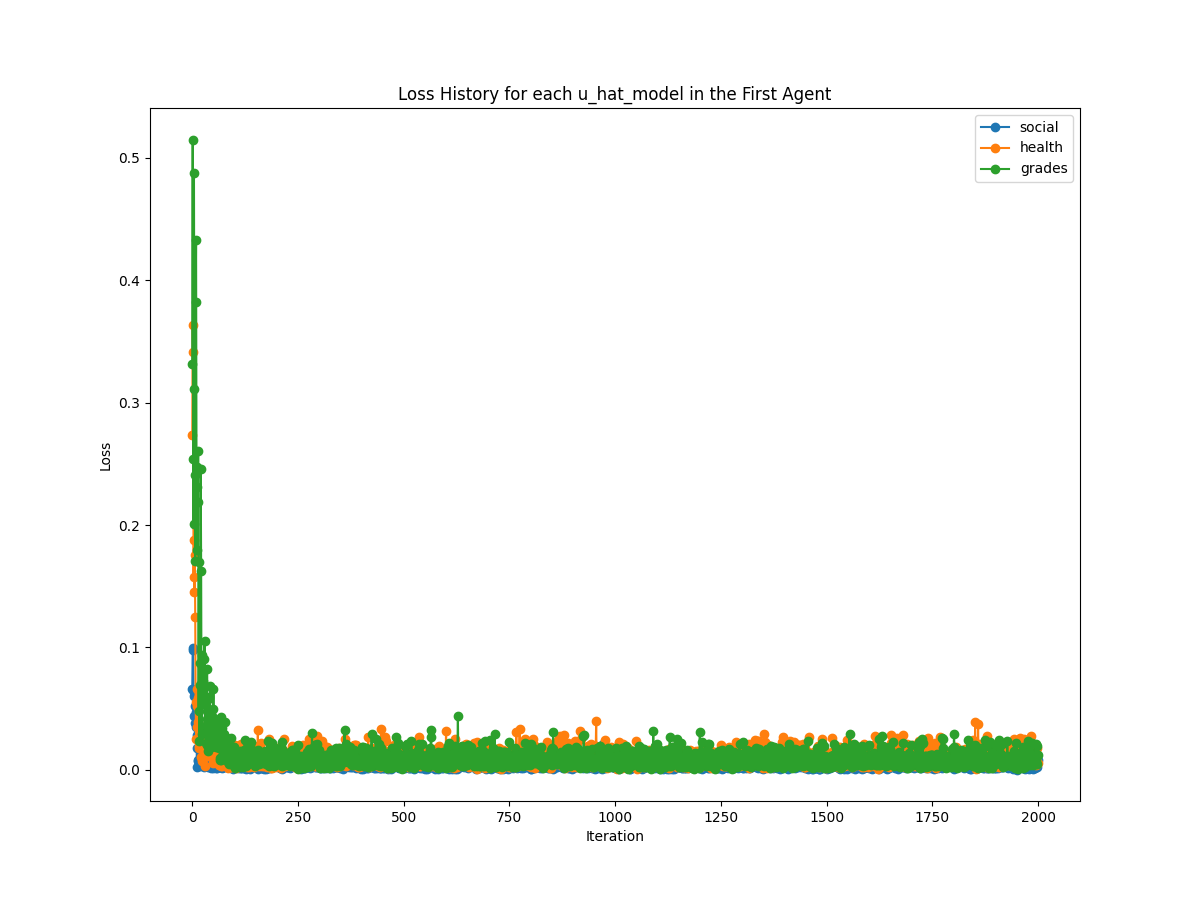 Loss History for each u_hat_model in the First Agent
social
health
grades
0.5
0.4
0.3
0.2
0.1
0.0
Loss
0 250 500 750 1000 1250 1500 1750 2000
Iteration